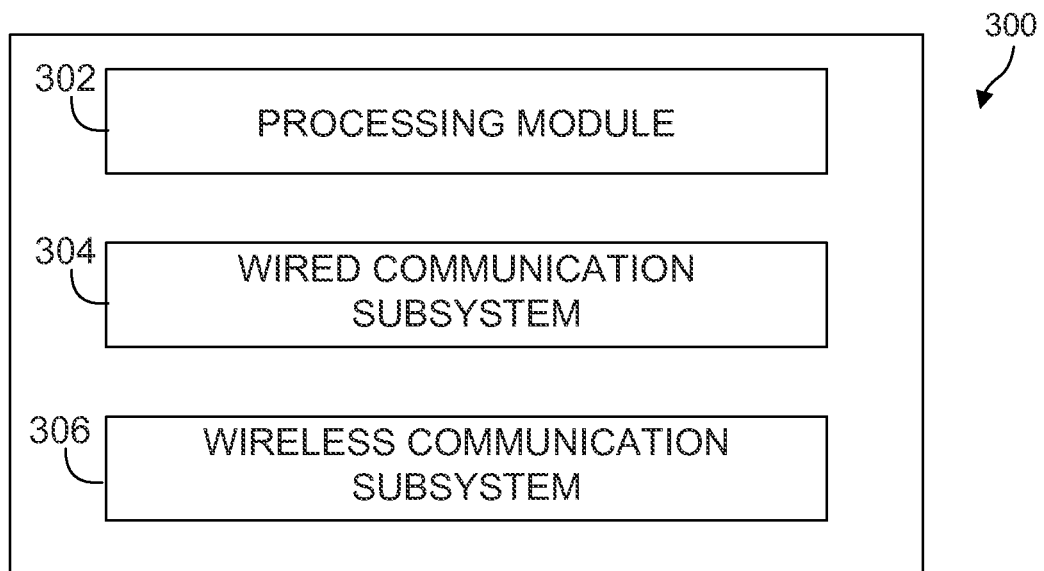 300
302
PROCESSING MODULE
304
WIRED COMMUNICATION
SUBSYSTEM
306
WIRELESS COMMUNICATION
SUBSYSTEM